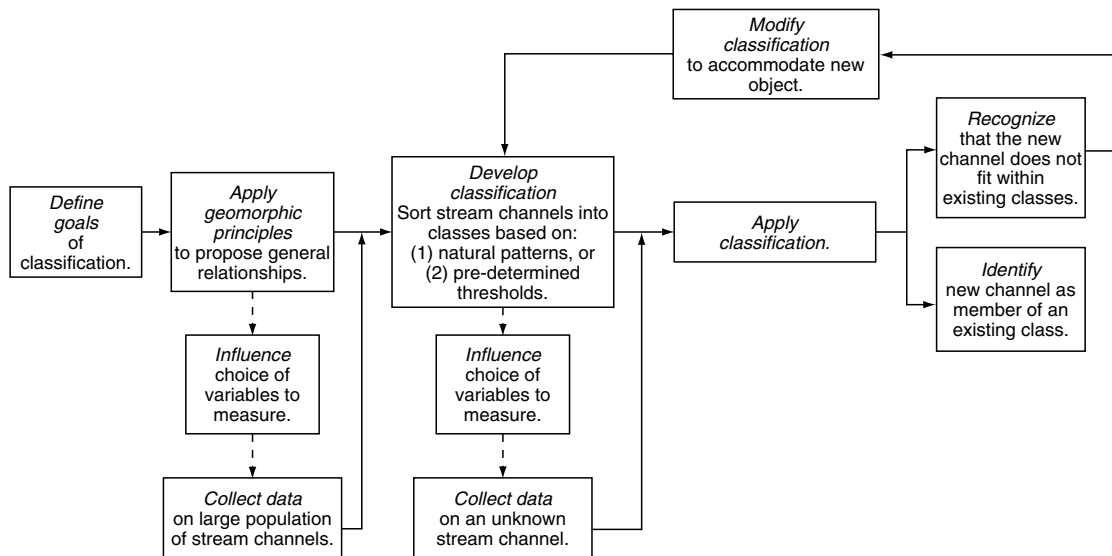 Define
goals
of
classification.
Apply
geomorphic
principles
to propose general
relationships.
Influence
choice of
variables to
measure.
Collect data
on large population
of stream channels.
Develop
classification
Sort stream channels into
classes based on:
(1) natural patterns, or
(2) pre-determined
thresholds.
Influence
choice of
variables to
measure.
Collect data
on an unknown
stream channel.
Modify
classification
to accommodate new
object.
Apply
classification.
Recognize
that the new
channel does not
fit within
existing classes.
Identify
new channel as
member of an
existing class.